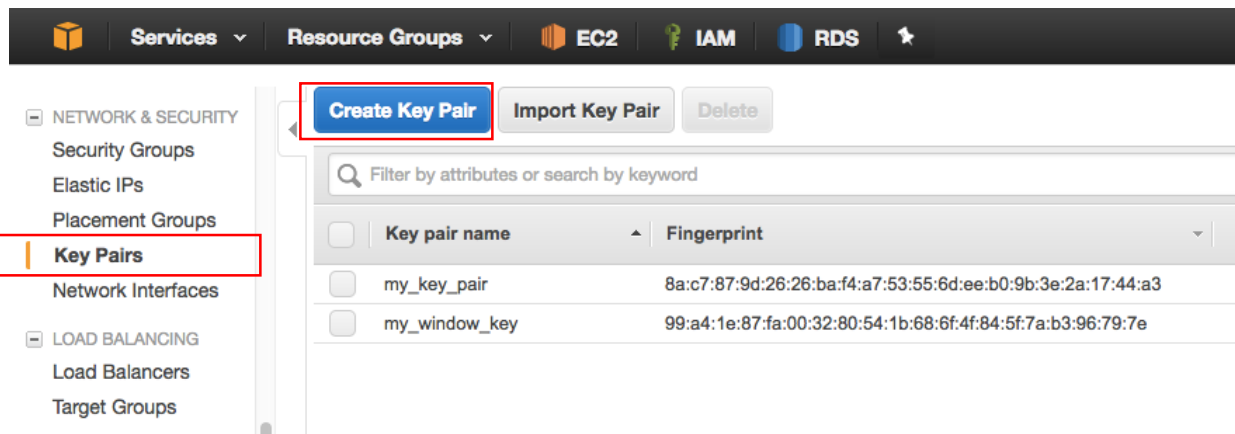 Services Resource Groups EC2 IAM RDS
NETWORK & SECURITY
Security Groups
Elastic IPs
Placement Groups
Key Pairs
Network Interfaces
LOAD BALANCING
Load Balancers
Target Groups
Create Key Pair Import Key Pair Delete
Filter by attributes or search by keyword
Key pair name Fingerprint
my_key_pair 8a:c7:87:9d:26:26:ba:f4:a7:53:55:6d:ee:b0:9b:3e:2a:17:44:a3
my_window_key 99:a4:1e:87:fa:00:32:80:54:1b:68:6f:4f:84:5f:7a:b3:96:79:7e